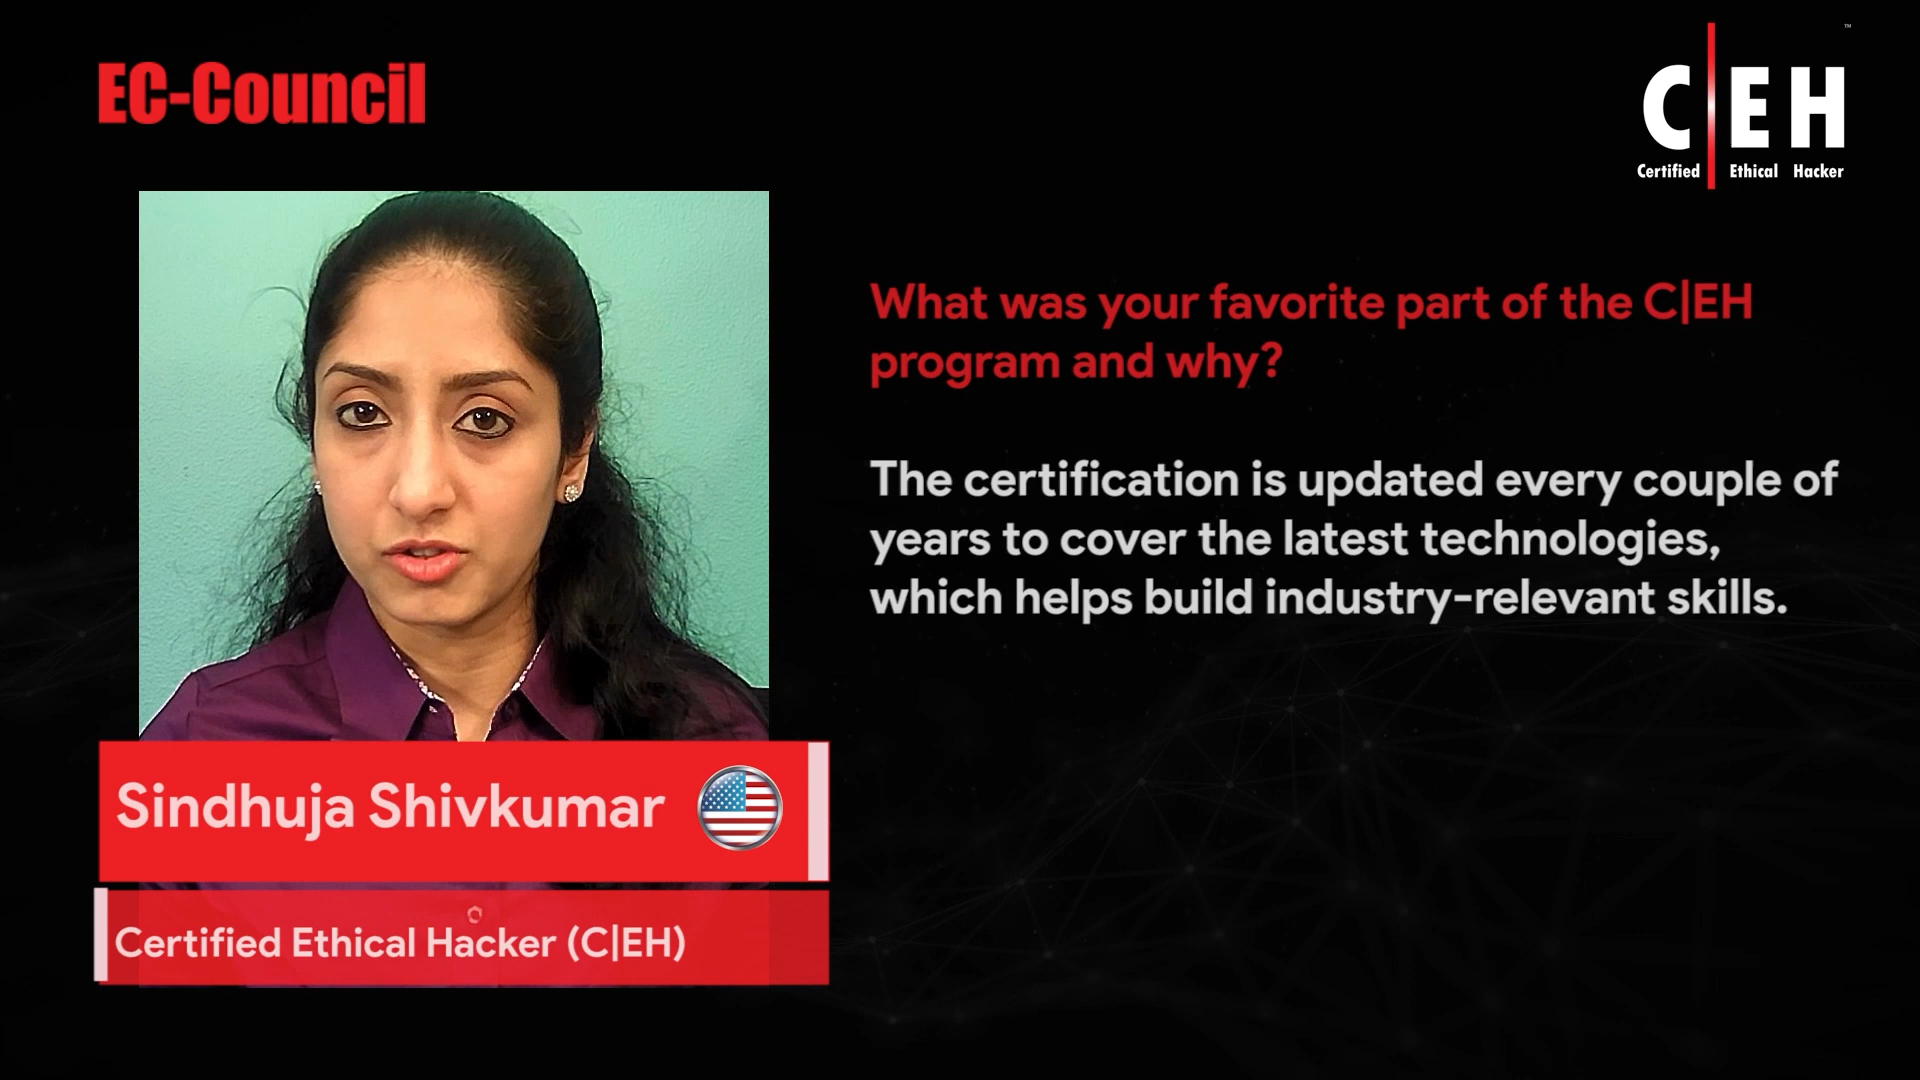 EC-Council
C|EH
™
Certified Ethical Hacker
What was your favorite part of the C|EH
program and why?
The certification is updated every couple of
years to cover the latest technologies,
which helps build industry-relevant skills.
Sindhuja Shivkumar
Certified Ethical Hacker (C|EH)